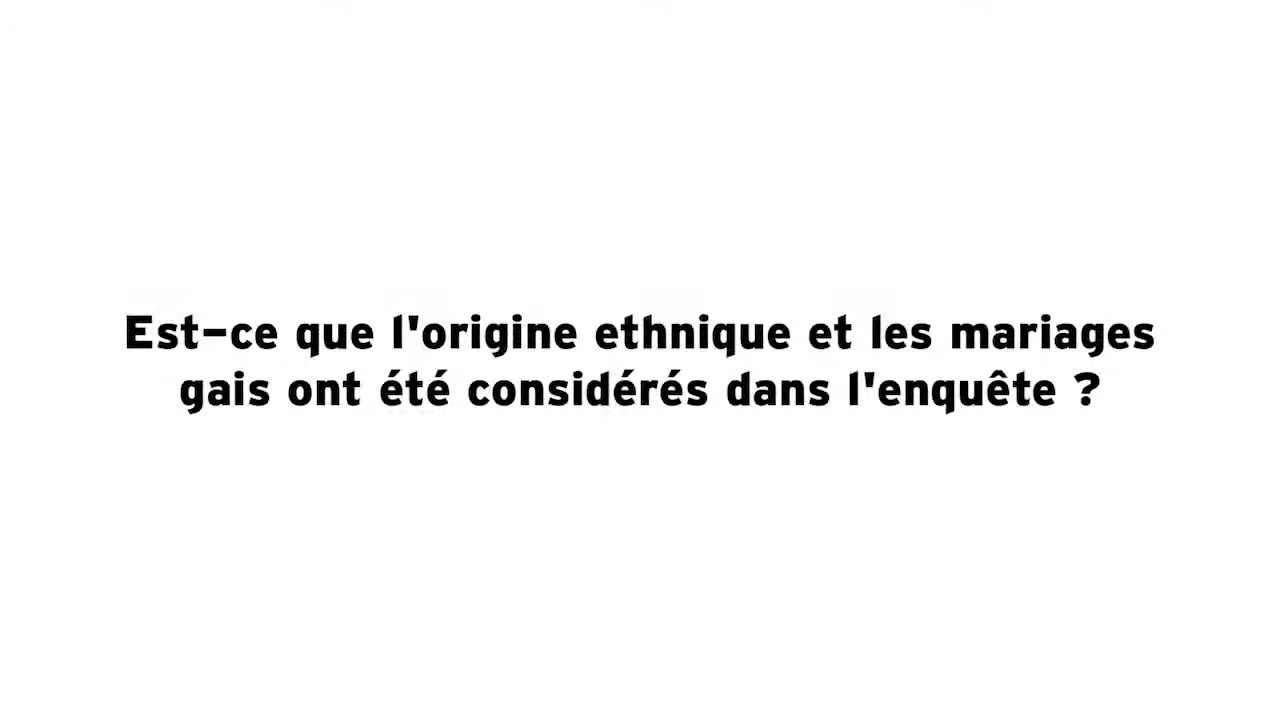 Est-ce que l'origine ethnique et les mariages
gais ont été considérés dans l'enquête ?